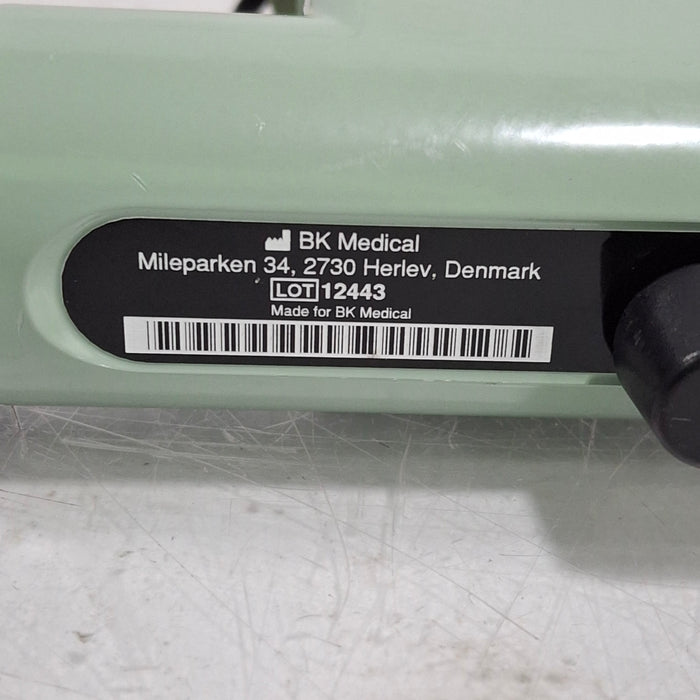 BK Medical
Mileparken 34, 2730 Herlev, Denmark
LOT 12443
Made for BK Medical